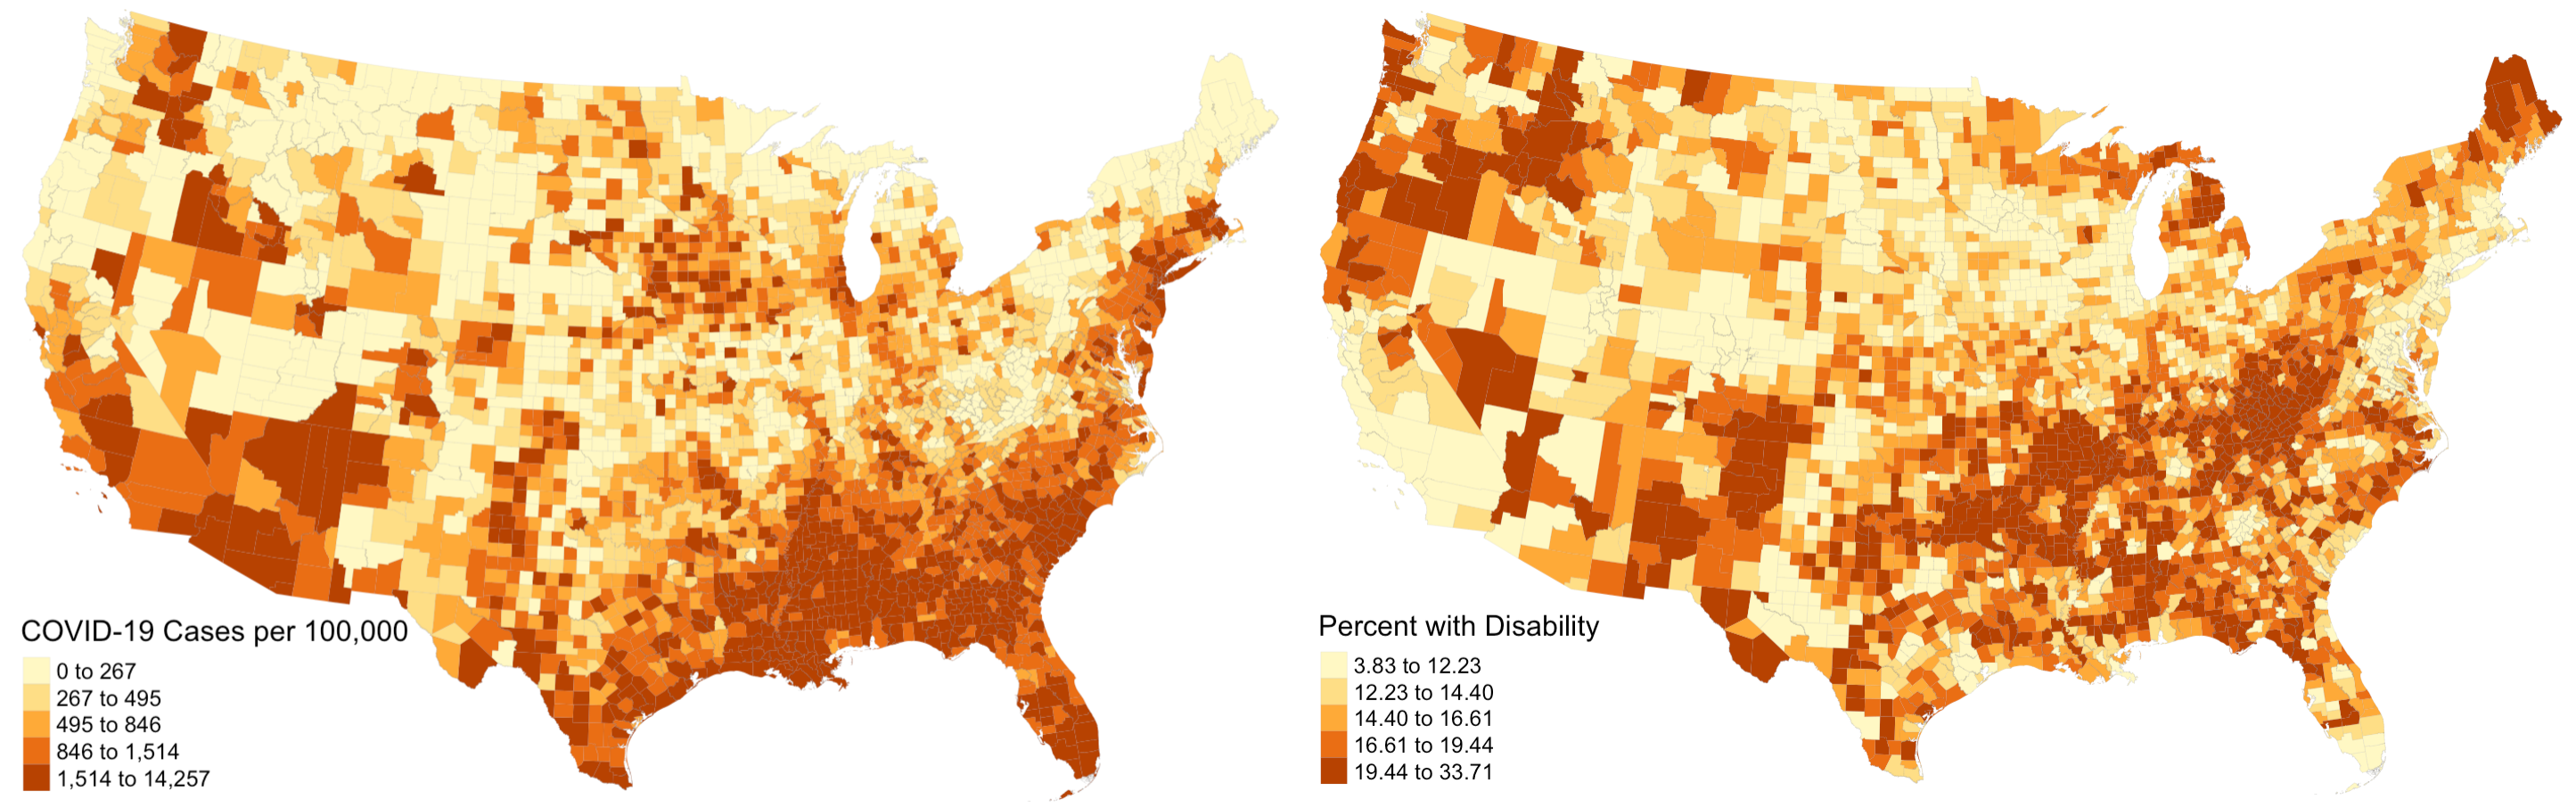 COVID-19 Cases per 100,000
0 to 267
267 to 495
495 to 846
846 to 1,514
1,514 to 14,257
Percent with Disability
3.83 to 12.23
12.23 to 14.40
14.40 to 16.61
16.61 to 19.44
19.44 to 33.71